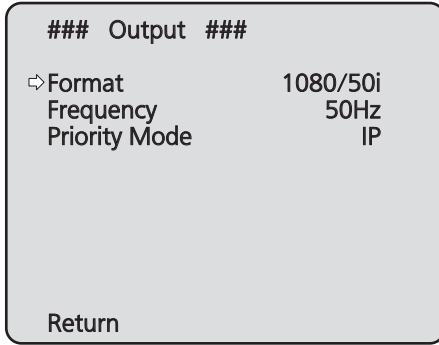 ### Output ###
⇨Format 1080/50i
Frequency 50Hz
Priority Mode IP
Return